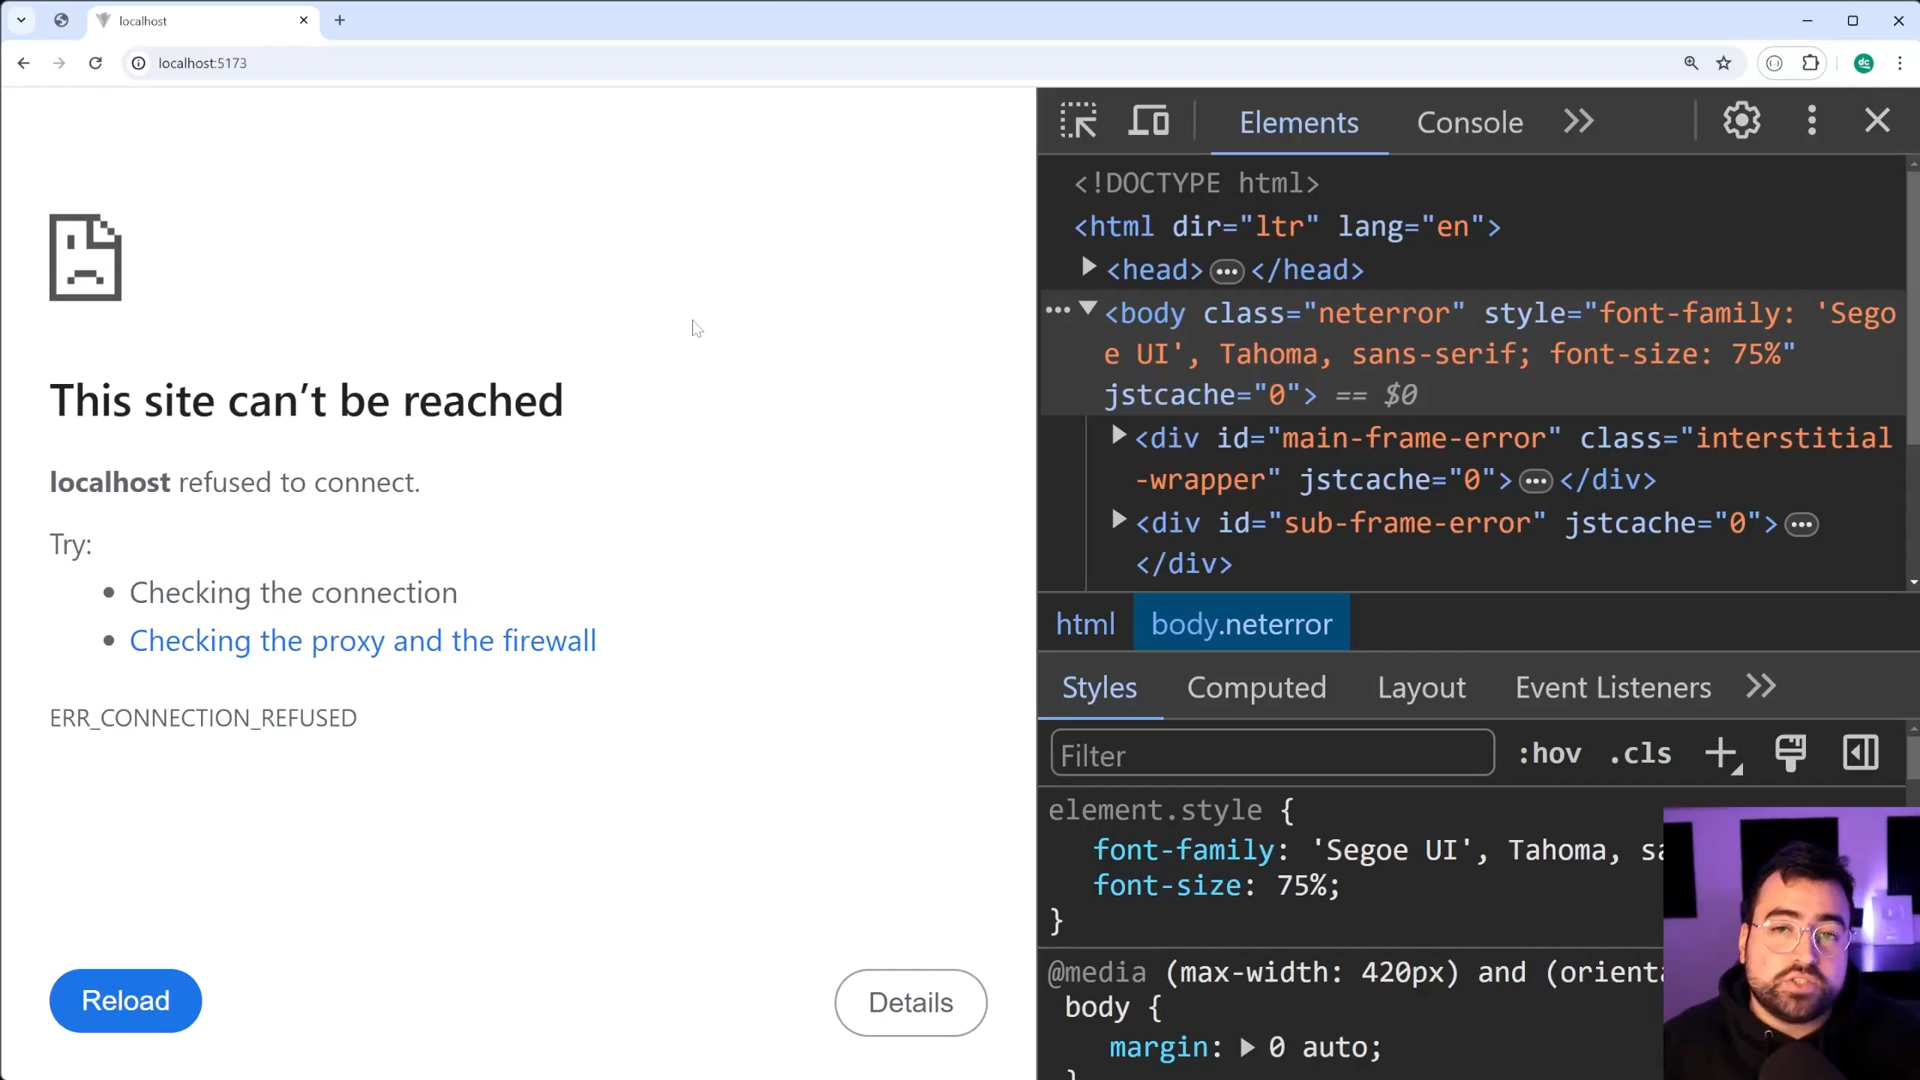 localhost
localhost:5173
dc
This site can’t be reached
localhost refused to connect.
Try:
Checking the connection
Checking the proxy and the firewall
ERR_CONNECTION_REFUSED
Reload
Details
Elements
Console
<!DOCTYPE html>
<html dir="ltr" lang="en">
<head>
</head>
<body class="neterror" style="font-family: 'Sego
e UI', Tahoma, sans-serif; font-size: 75%"
jstcache="0"> == $0
<div id="main-frame-error" class="interstitial
-wrapper" jstcache="0">
</div>
<div id="sub-frame-error" jstcache="0">
</div>
html
body.neterror
Styles
Computed
Layout
Event Listeners
Filter
:hov
.cls
element.style {
font-family: 'Segoe UI', Tahoma, sa
font-size: 75%;
}
@media (max-width: 420px) and (orienta
body {
margin: 0 auto;
}